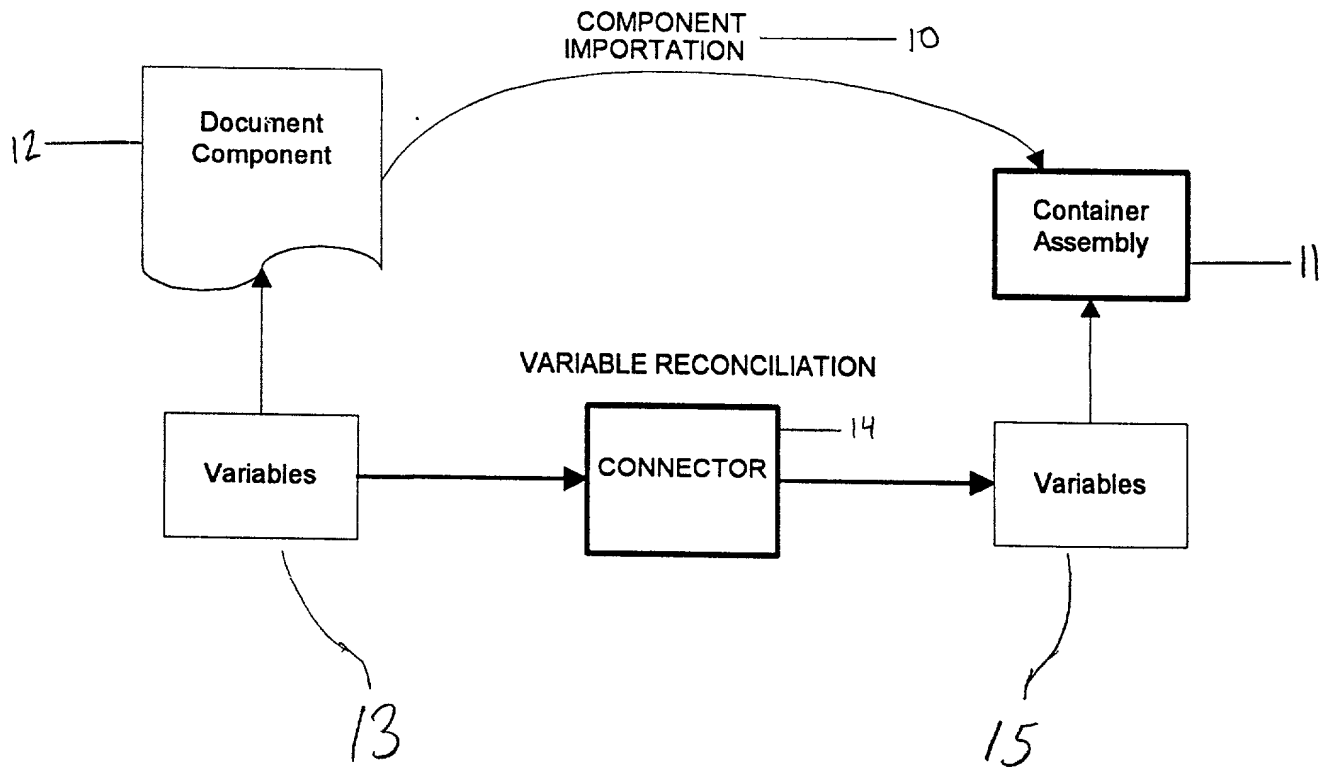 COMPONENT
IMPORTATION
10
Document
Component
12
Container
Assembly
11
VARIABLE RECONCILIATION
Variables
CONNECTOR
14
Variables
13
15